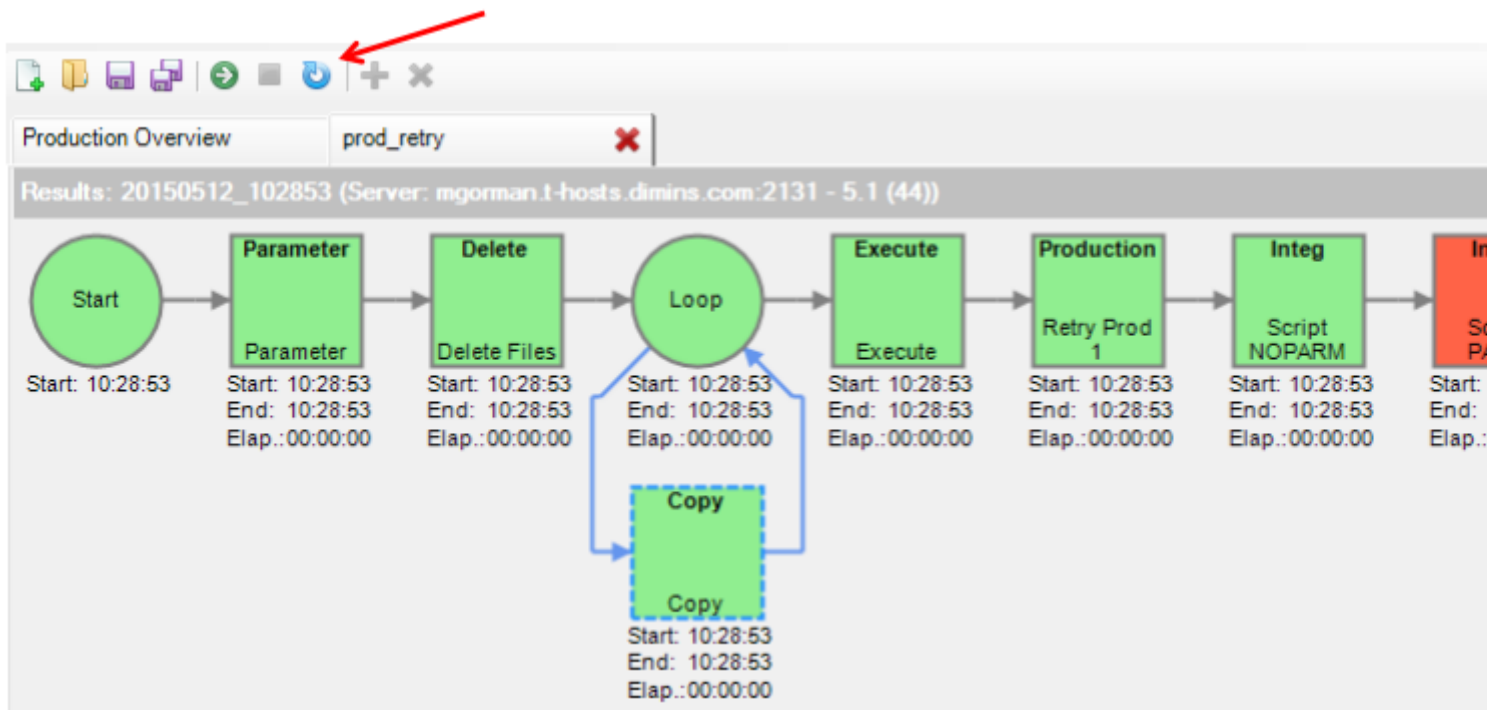 Production Overview
prod_retry
Results: 20150512_102853 (Server: mgorman.t-hosts.dimins.com:2131 - 5.1 (44))
Start
Start: 10:28:53
Parameter
Parameter
Start: 10:28:53
End: 10:28:53
Elap.:00:00:00
Delete
Delete Files
Start: 10:28:53
End: 10:28:53
Elap.:00:00:00
Loop
Start: 10:28:53
End: 10:28:53
Elap.:00:00:00
Execute
Execute
Start: 10:28:53
End: 10:28:53
Elap.:00:00:00
Production
Retry Prod
1
Start: 10:28:53
End: 10:28:53
Elap.:00:00:00
Integ
Script
NOPARM
Start: 10:28:53
End: 10:28:53
Elap.:00:00:00
Start:
End:
Elap.:
Copy
Copy
Start: 10:28:53
End: 10:28:53
Elap.:00:00:00